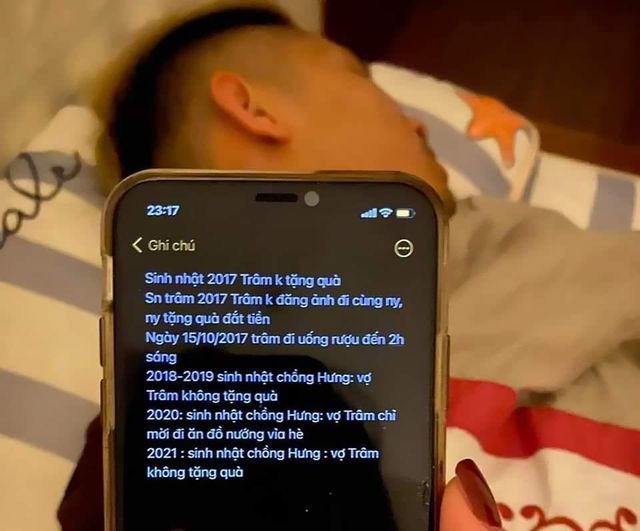 ale
23:17
Ghi chú
Sinh nhật 2017 Trâm k tặng quà
Sn trâm 2017 Trâm k đăng ảnh đi cùng ny,
ny tặng quà đắt tiền
Ngày 15/10/2017 trâm đi uống rượu đến 2h
sáng
2018-2019 sinh nhật chồng Hưng: vợ
Trâm không tặng quà
2020: sinh nhật chồng Hưng: vợ Trâm chỉ
mời đi ăn đồ nướng vỉa hè
2021 : sinh nhật chồng Hưng : vợ Trâm
không tặng quà